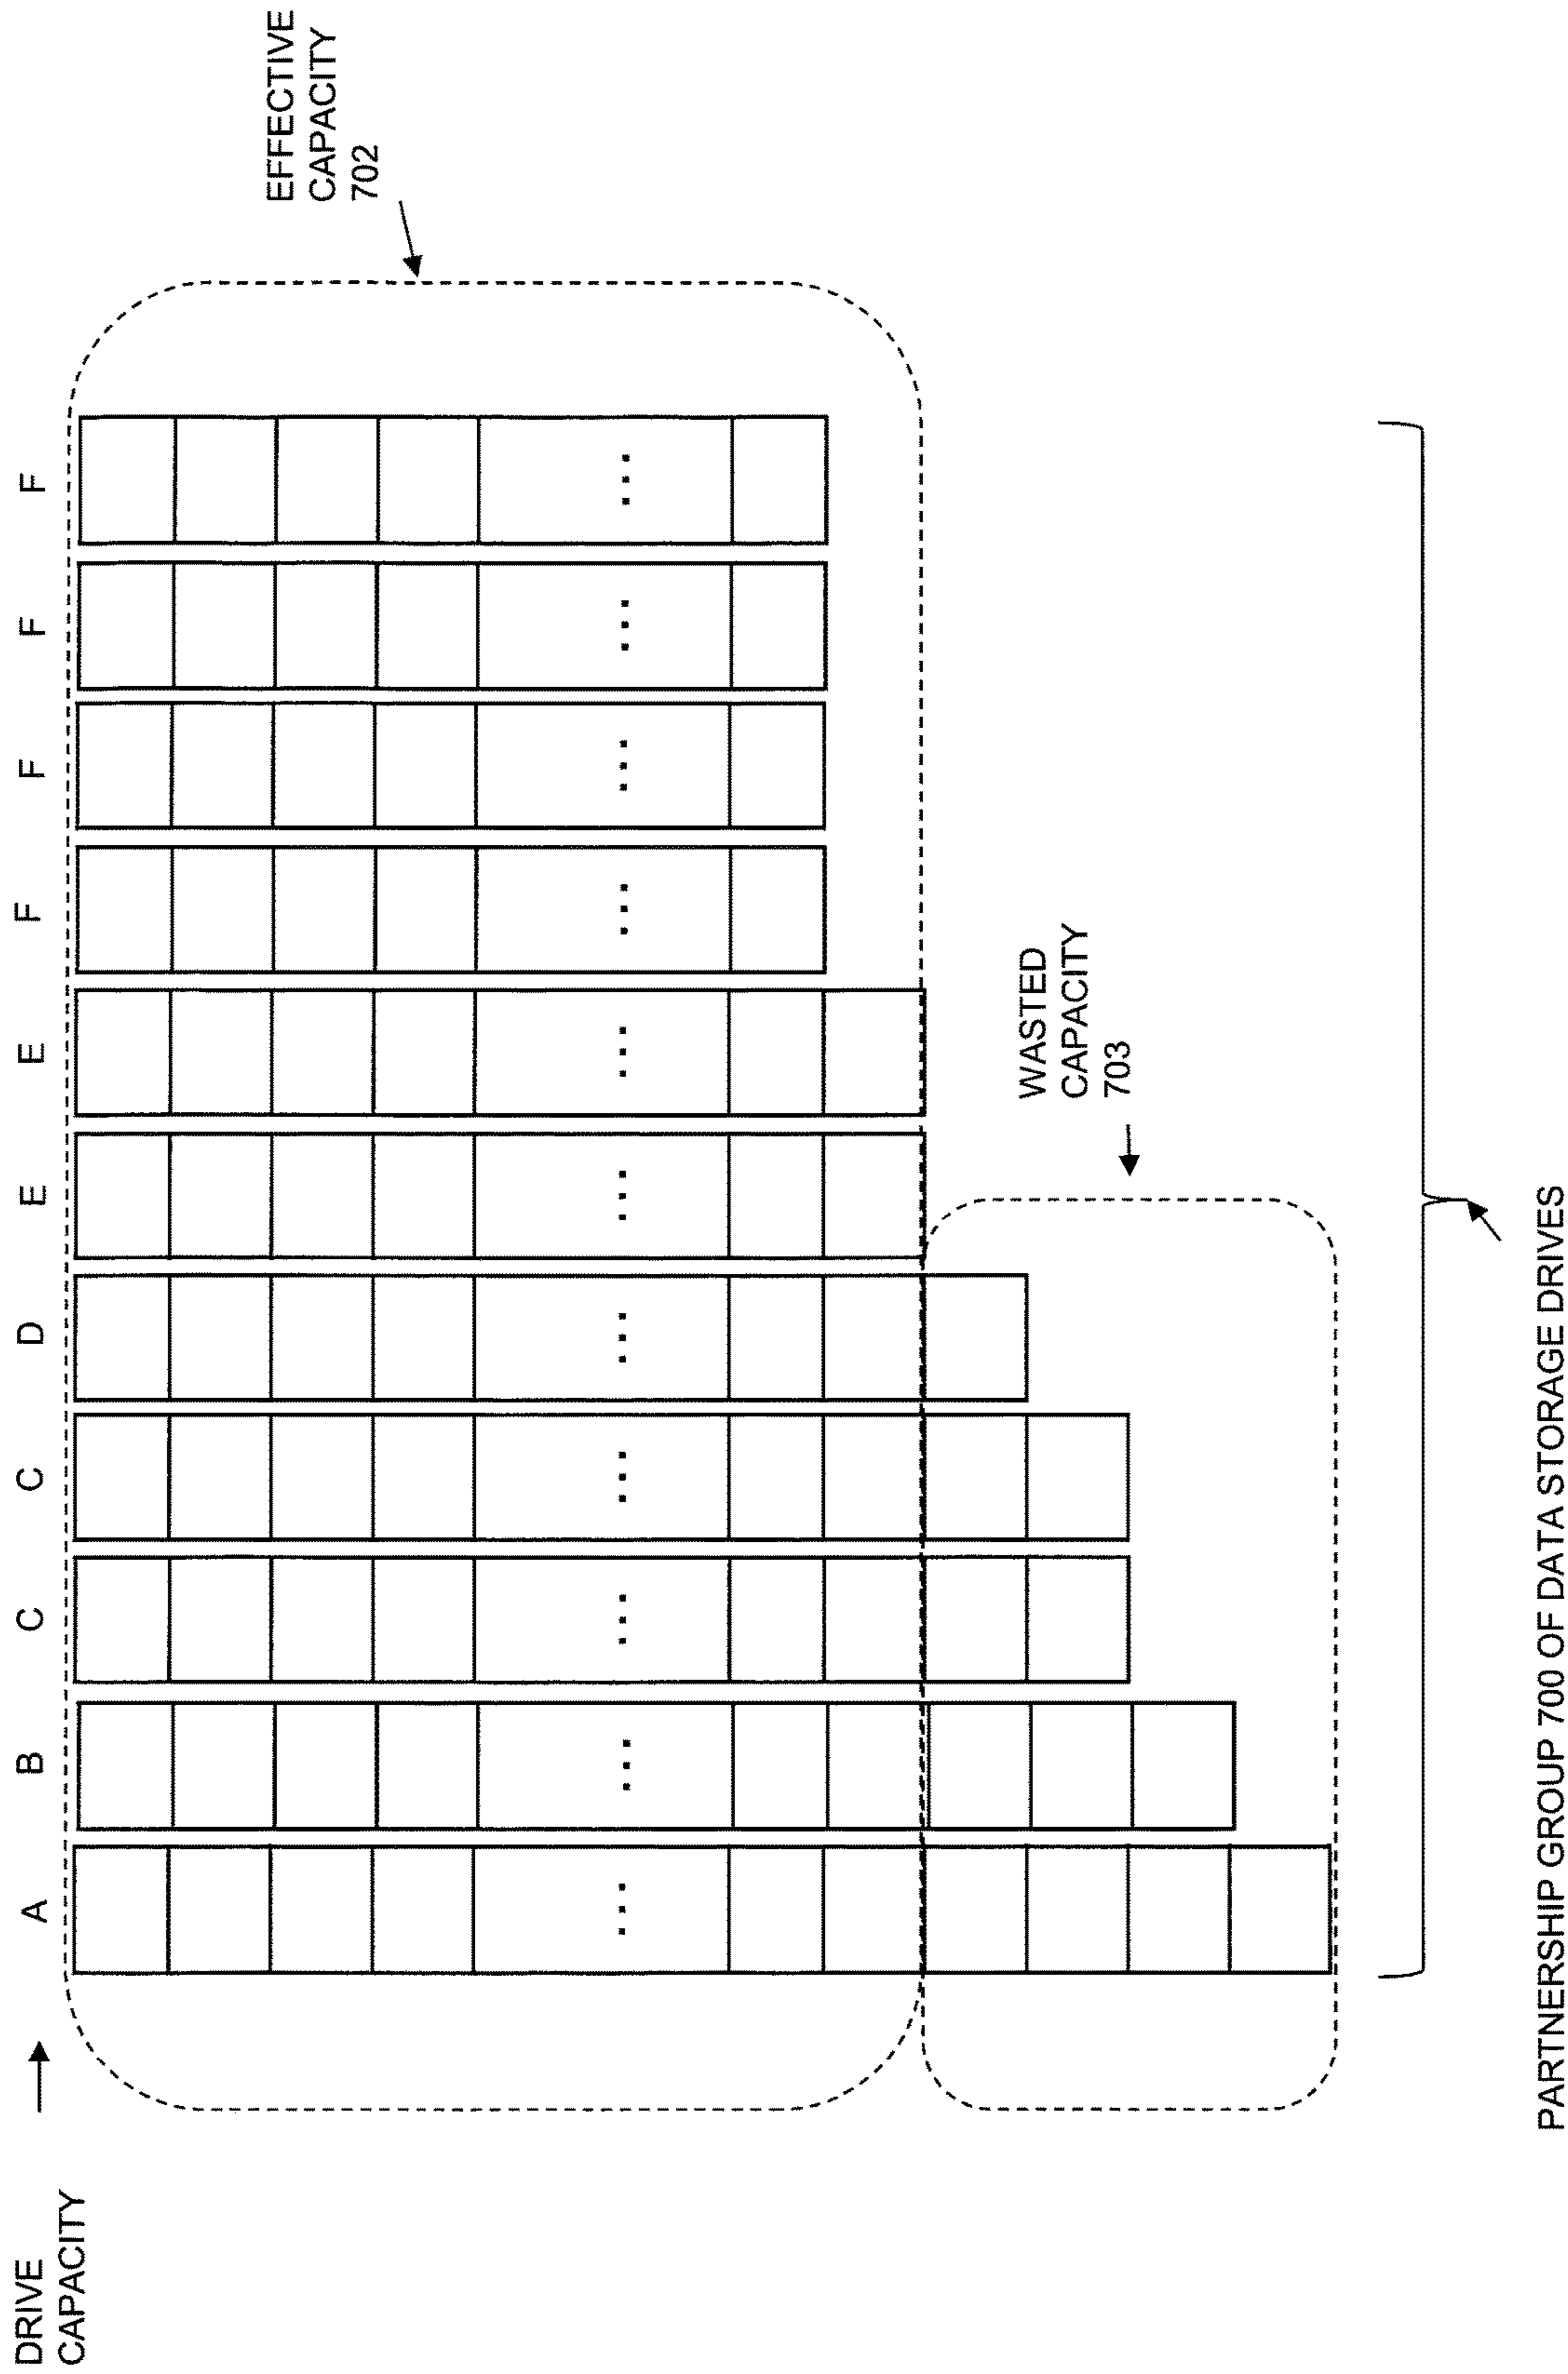 DRIVE
CAPACITY
A B C C D E E F F F F
EFFECTIVE
CAPACITY
702
WASTED
CAPACITY
703
PARTNERSHIP GROUP 700 OF DATA STORAGE DRIVES